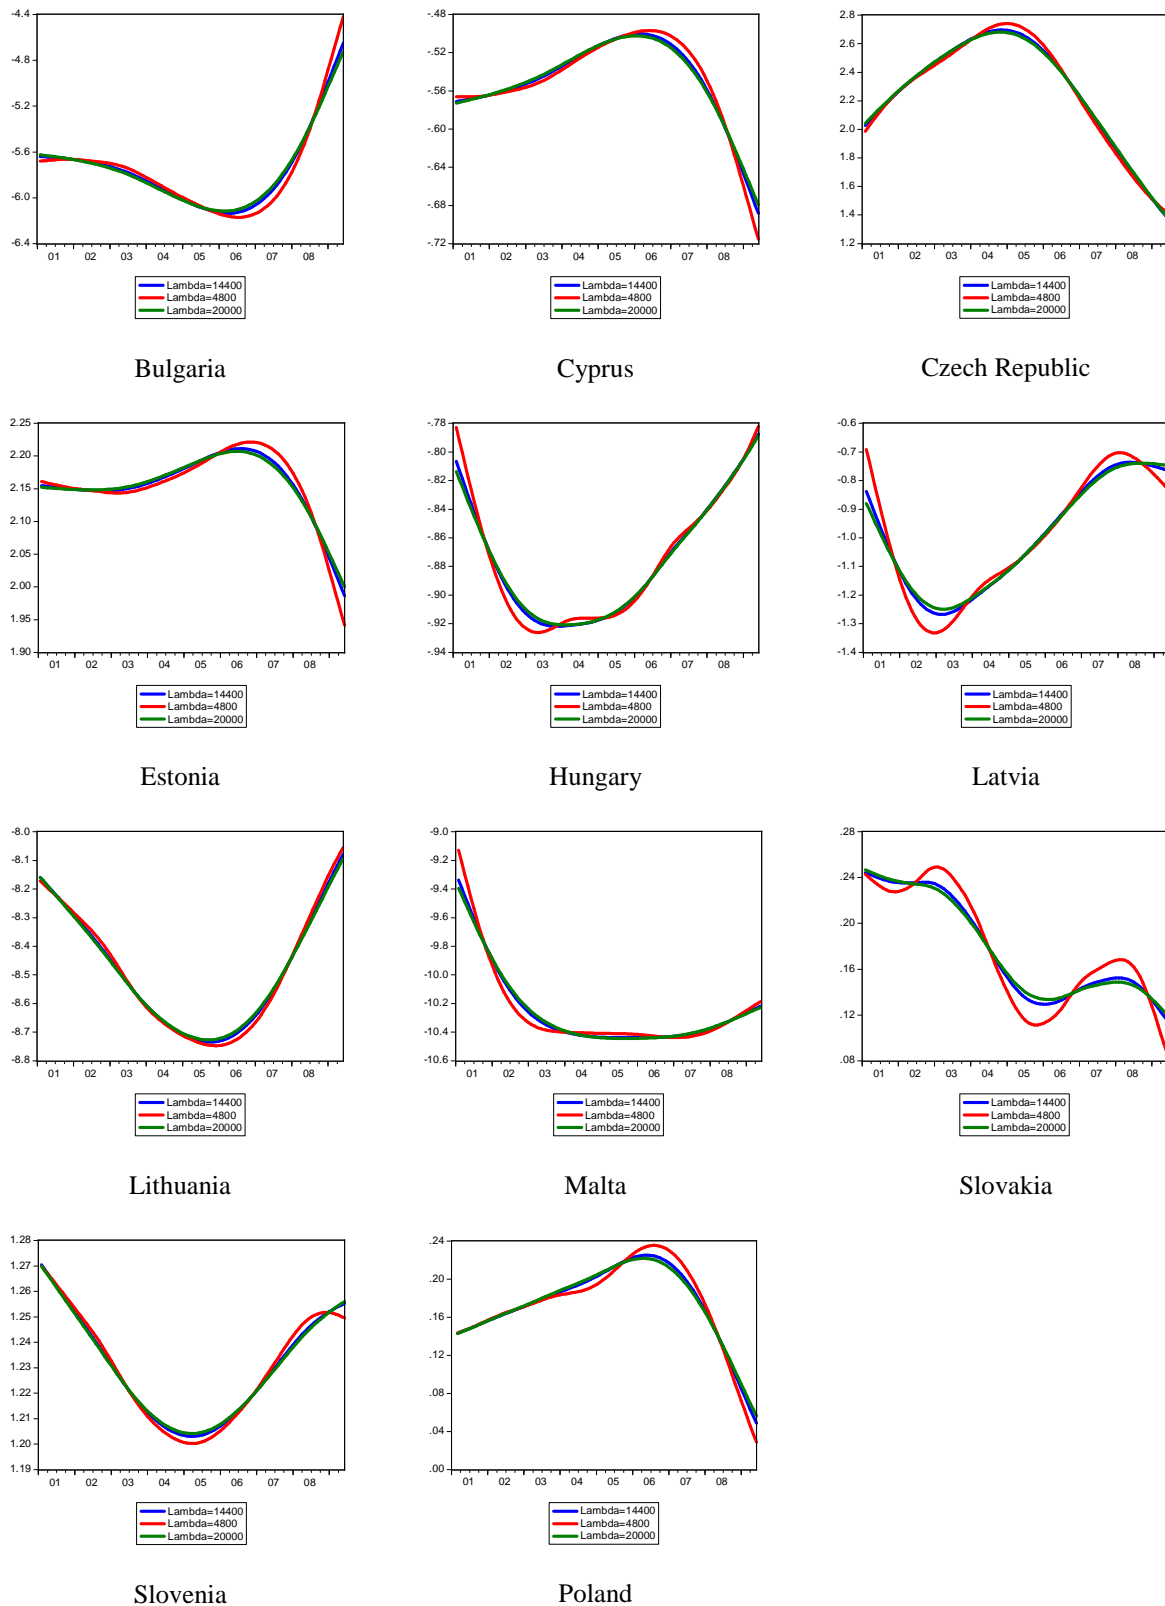 -4.4
-4.8
-5.2
-5.6
-6.0
-6.4
01 02 03 04 05 06 07 08
Lambda=14400
Lambda=4800
Lambda=20000
Bulgaria
-.48
-.52
-.56
-.60
-.64
-.68
-.72
01 02 03 04 05 06 07 08
Lambda=14400
Lambda=4800
Lambda=20000
Cyprus
2.8
2.4
2.0
1.6
1.2
01 02 03 04 05 06 07 08
Lambda=14400
Lambda=4800
Lambda=20000
Czech Republic
2.25
2.20
2.15
2.10
2.05
2.00
1.95
1.90
01 02 03 04 05 06 07 08
Lambda=14400
Lambda=4800
Lambda=20000
Estonia
-.78
-.80
-.82
-.84
-.86
-.88
-.90
-.92
-.94
01 02 03 04 05 06 07 08
Lambda=14400
Lambda=4800
Lambda=20000
Hungary
-0.6
-0.7
-0.8
-0.9
-1.0
-1.1
-1.2
-1.3
-1.4
01 02 03 04 05 06 07 08
Lambda=14400
Lambda=4800
Lambda=20000
Latvia
-8.0
-8.1
-8.2
-8.3
-8.4
-8.5
-8.6
-8.7
-8.8
01 02 03 04 05 06 07 08
Lambda=14400
Lambda=4800
Lambda=20000
Lithuania
-9.0
-9.2
-9.4
-9.6
-9.8
-10.0
-10.2
-10.4
-10.6
01 02 03 04 05 06 07 08
Lambda=14400
Lambda=4800
Lambda=20000
Malta
.28
.24
.20
.16
.12
.08
01 02 03 04 05 06 07 08
Lambda=14400
Lambda=4800
Lambda=20000
Slovakia
1.28
1.27
1.26
1.25
1.24
1.23
1.22
1.21
1.20
1.19
01 02 03 04 05 06 07 08
Lambda=14400
Lambda=4800
Lambda=20000
Slovenia
.24
.20
.16
.12
.08
.04
.00
01 02 03 04 05 06 07 08
Lambda=14400
Lambda=4800
Lambda=20000
Poland